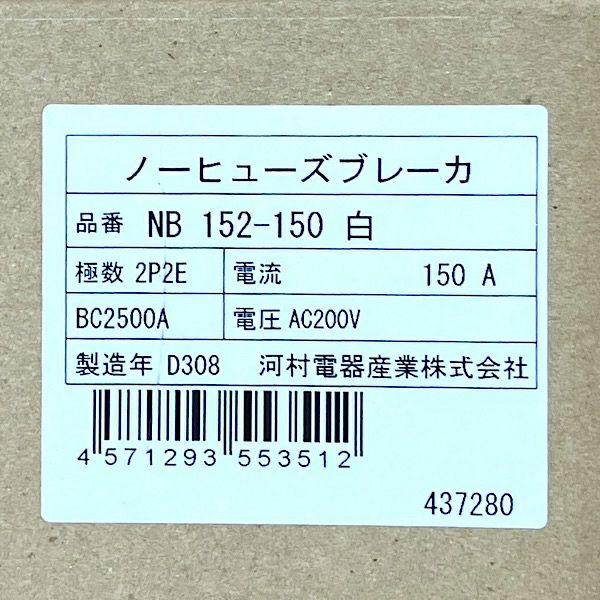 ノーヒューズブレーカ
品番 NB 152-150 白
極数 2P2E 電流 150 A
BC2500A 電圧 AC200V
製造年 D308 河村電器産業株式会社
4 571293 553512
437280